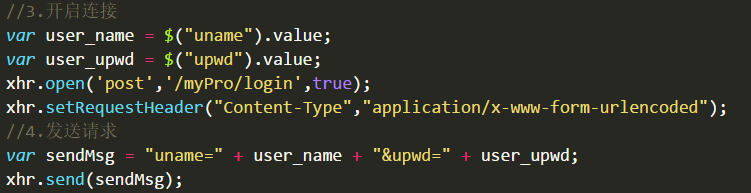 //3.开启连接
var user_name = $("uname").value;
var user_upwd = $("upwd").value;
xhr.open('post','/myPro/login',true);
xhr.setRequestHeader("Content-Type","application/x-www-form-urlencoded");
//4.发送请求
var sendMsg = "uname=" + user_name + "&upwd=" + user_upwd;
xhr.send(sendMsg);